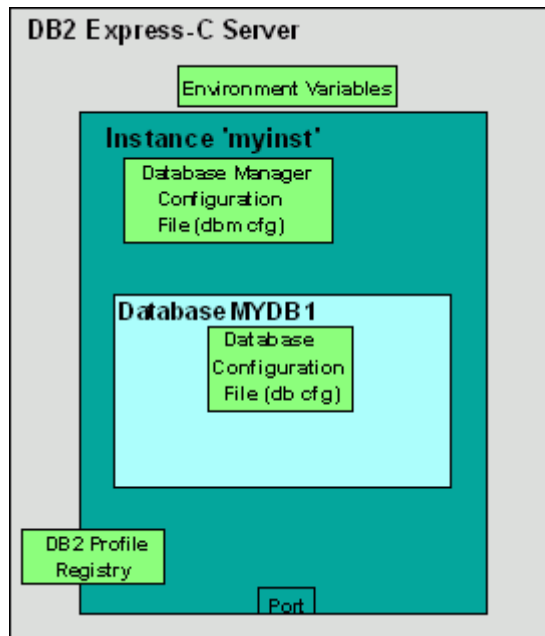 DB2 Express-C Server
Environment Variables
Instance 'myinst'
Database Manager
Configuration
File (dbm cfg)
Database MYDB1
Database
Configuration
File (db cfg)
DB2 Profile
Registry
Port